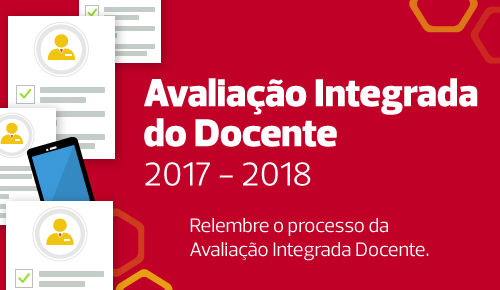 Avaliação Integrada
do Docente
2017 - 2018
Relembre o processo da
Avaliação Integrada Docente.